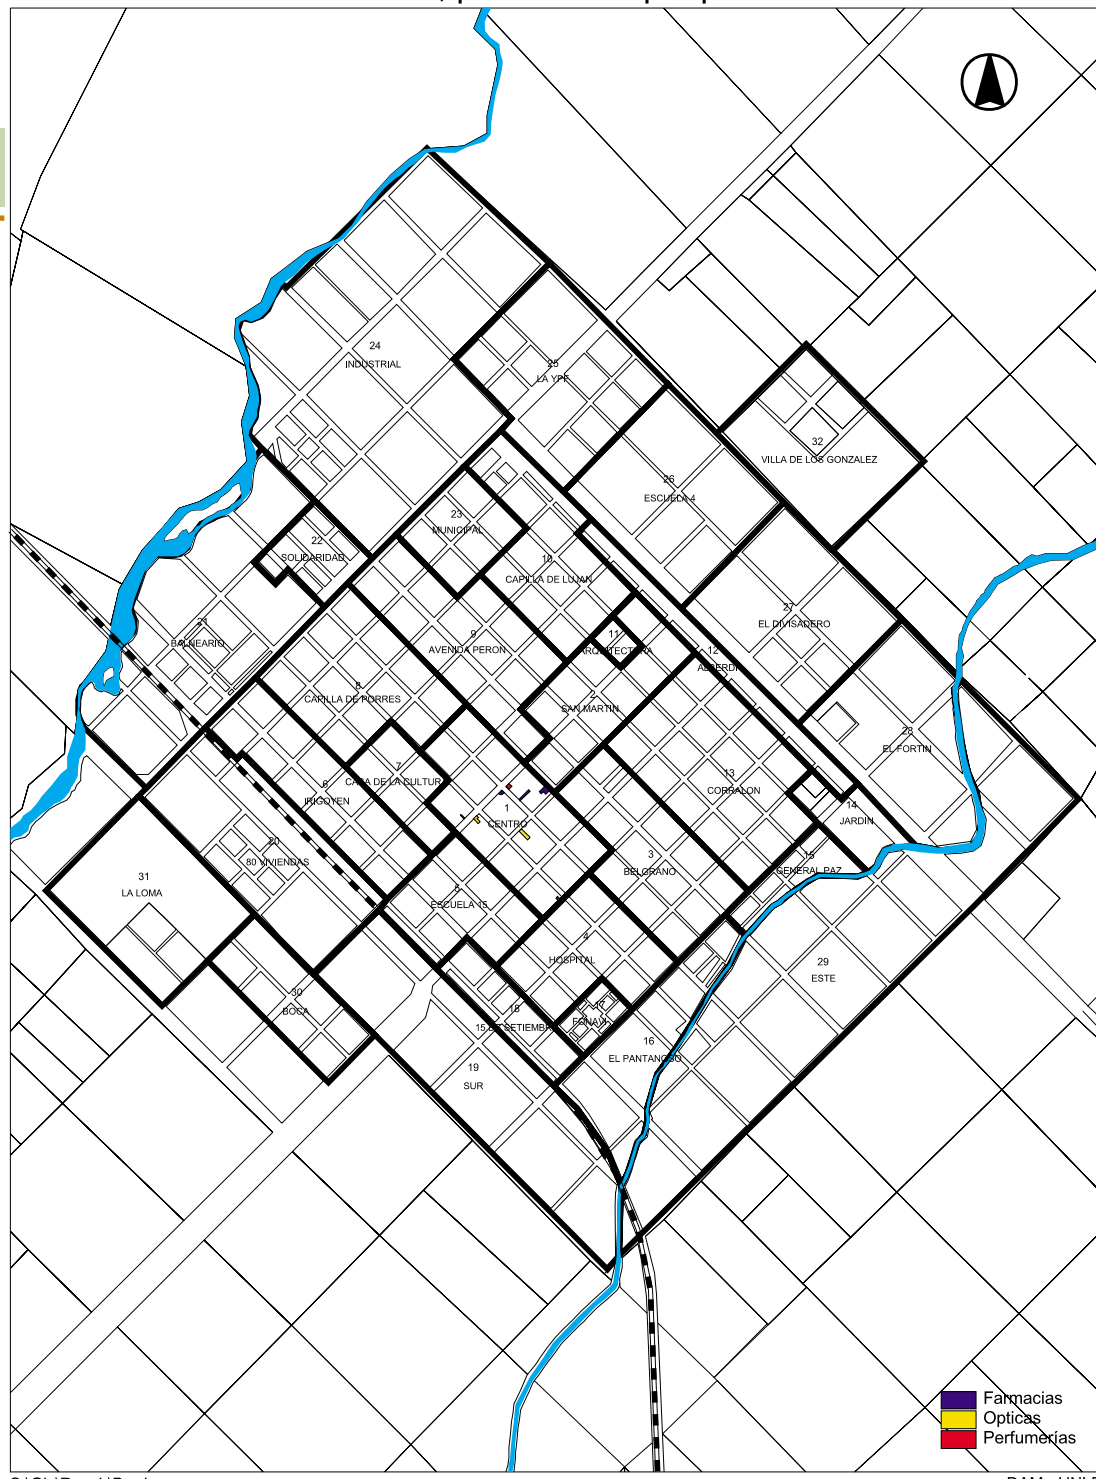 24
INDUSTRIAL
25
LA YPF
32
VILLA DE LOS GONZALEZ
26
ESCUELA 4
23
MUNICIPAL
22
SOLIDARIDAD
10
CAPILLA DE LUJAN
27
EL DIVISADERO
21
BALNEARIO
9
AVENIDA PERON
11
ARQUITECTURA
12
ALBERDI
8
CAPILLA DE PORRES
2
SAN MARTIN
28
EL FORTIN
7
CASA DE LA CULTURA
6
IRIGOYEN
13
CORRALON
1
CENTRO
14
JARDIN
20
80 VIVIENDAS
3
BELGRANO
15
GENERAL PAZ
31
LA LOMA
5
ESCUELA 15
4
HOSPITAL
29
ESTE
30
BOCA
18
15 DE SETIEMBRE
17
FONAVI
16
EL PANTANOSO
19
SUR
Farmacias
Opticas
Perfumerías